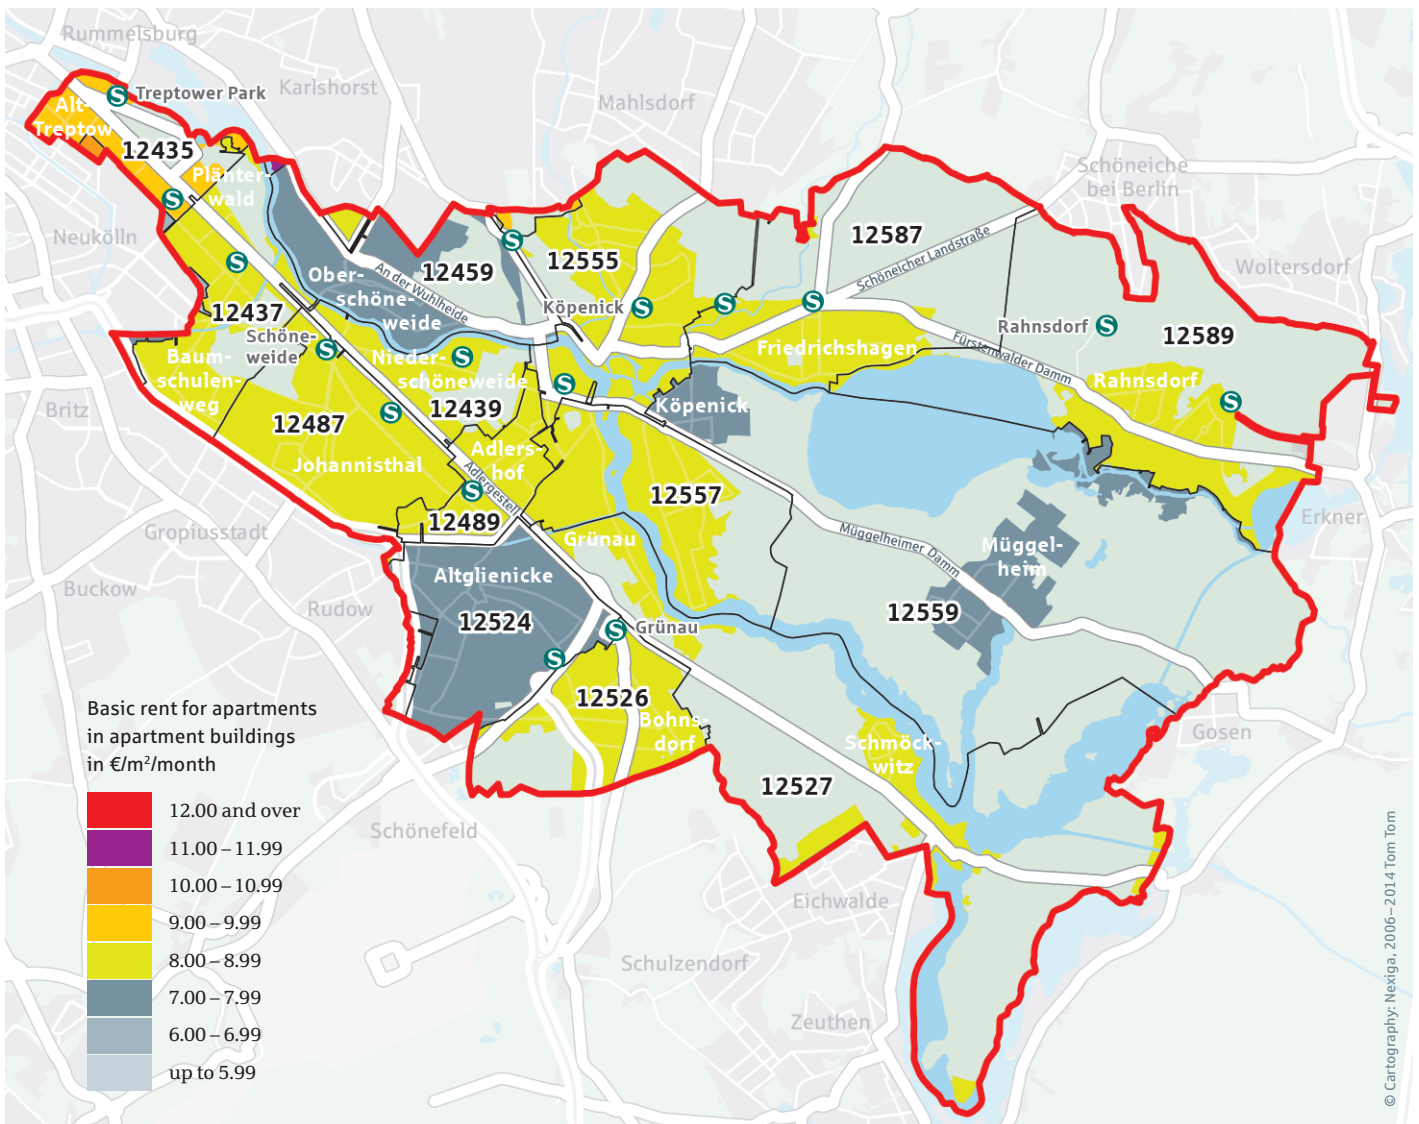 Rummelsburg
Karlshorst
Mahlsdorf
S Treptower Park
Alt-
Treptow
12435
Plänter-
wald
S
Neukölln
Schöneiche
bei Berlin
12587
Schöneicher Landstraße
Woltersdorf
S
S
12555
12459
An der Wuhlheide
Ober-
schöne-
weide
Köpenick S
S
S
12437
Schöne-
weide S
Rahnsdorf S
12589
Fürstenwalder Damm
Friedrichshagen
Baum-
schulen-
weg
Nieder- S
schöneweide
Rahnsdorf
S
S
Britz
12487
S
12439
Köpenick
Johannisthal
Adlers-
hof
Adlergestell
S
12489
12557
Erkner
Gropiusstadt
Grünau
Müggelheimer Damm
Müggel-
heim
Altglienicke
Buckow
Rudow
12524
12559
S Grünau
S
12526
Bohns-
dorf
Schmöck-
witz
Gosen
12527
Schönefeld
Eichwalde
Schulzendorf
Zeuthen
Basic rent for apartments
in apartment buildings
in €/m²/month
12.00 and over
11.00 – 11.99
10.00 – 10.99
9.00 – 9.99
8.00 – 8.99
7.00 – 7.99
6.00 – 6.99
up to 5.99
© Cartography: Nexiga, 2006–2014 Tom Tom